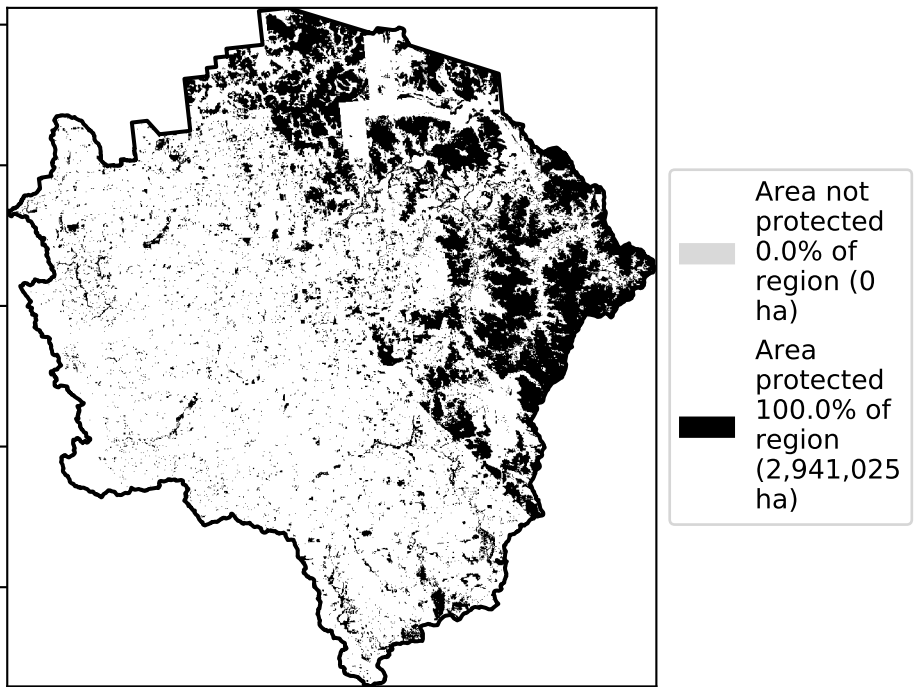 Area not
protected
0.0% of
region (0
ha)
Area
protected
100.0% of
region
(2,941,025
ha)